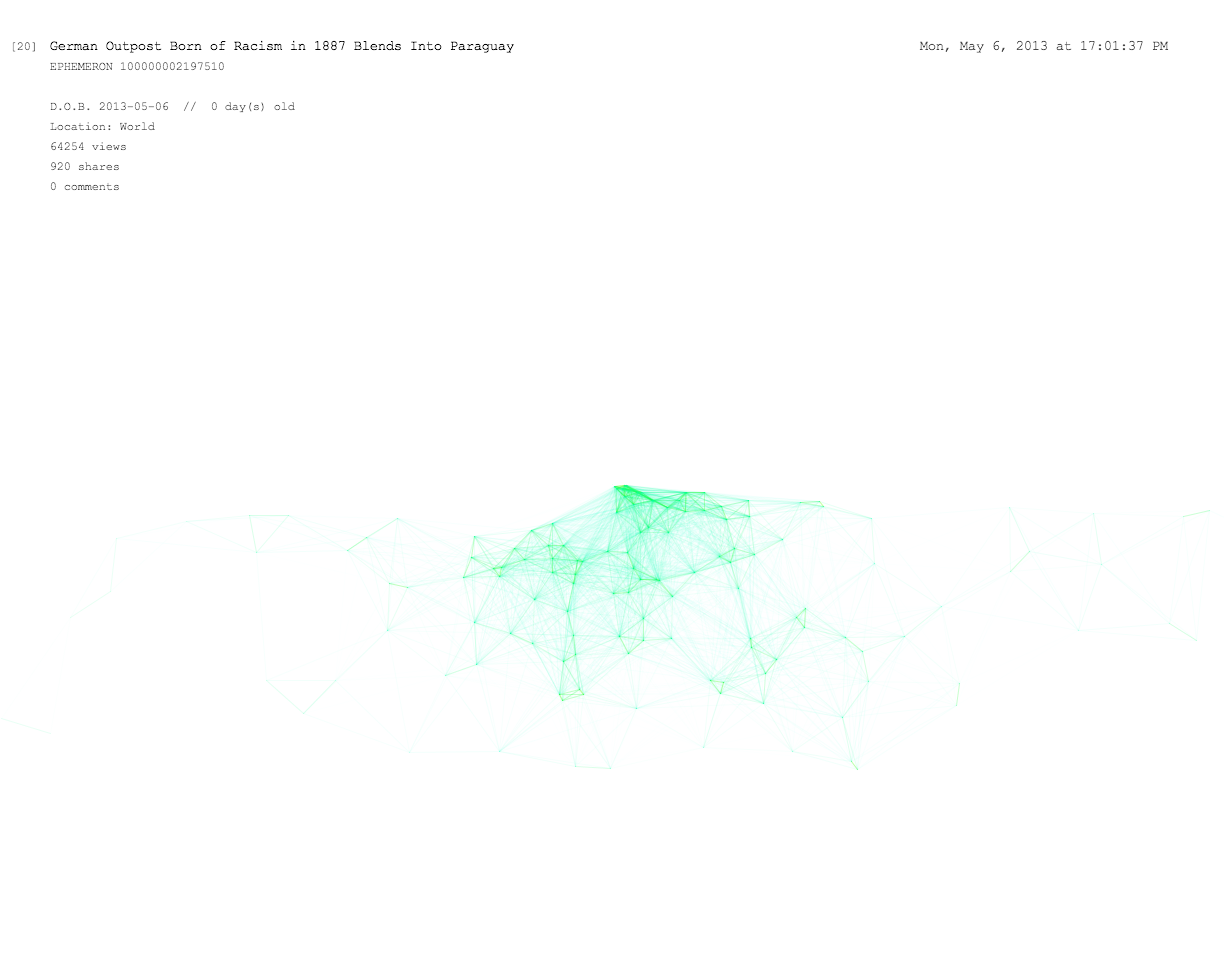 [20] German Outpost Born of Racism in 1887 Blends Into Paraguay Mon, May 6, 2013 at 17:01:37 PM
EPHEMERON 100000002197510
D.O.B. 2013-05-06 // 0 day(s) old
Location: World
64254 views
920 shares
0 comments